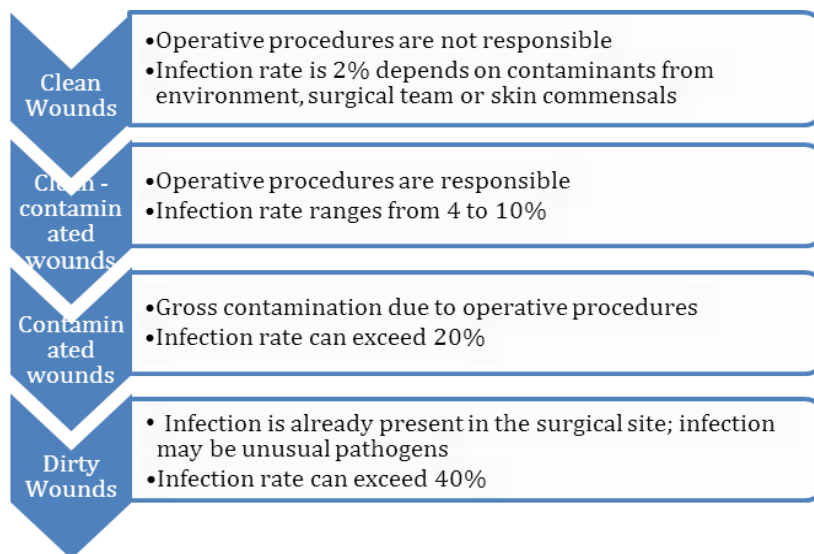 Clean
Wounds
•Operative procedures are not responsible
•Infection rate is 2% depends on contaminants from
environment, surgical team or skin commensals
Clean -
contamin
ated
wounds
•Operative procedures are responsible
•Infection rate ranges from 4 to 10%
Contamin
ated
wounds
•Gross contamination due to operative procedures
•Infection rate can exceed 20%
Dirty
Wounds
• Infection is already present in the surgical site; infection
may be unusual pathogens
•Infection rate can exceed 40%